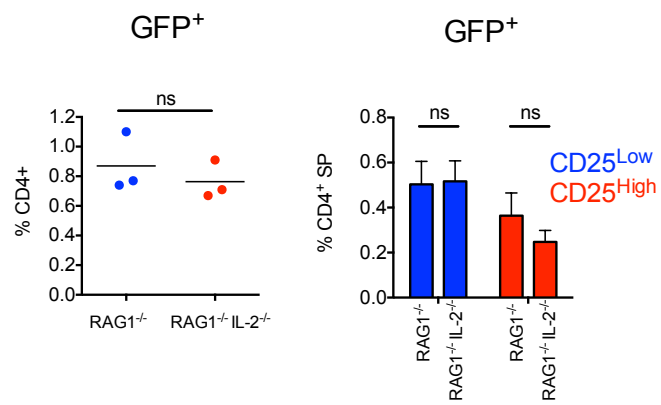 GFP⁺
ns
% CD4+
1.2
1.0
0.8
0.6
0.4
0.2
0.0
RAG1⁻/⁻
RAG1⁻/⁻ IL-2⁻/⁻
GFP⁺
ns
ns
% CD4⁺ SP
0.8
0.6
0.4
0.2
0.0
RAG1⁻/⁻
RAG1⁻/⁻ IL-2⁻/⁻
RAG1⁻/⁻
RAG1⁻/⁻ IL-2⁻/⁻
CD25ᴸᵒʷ
CD25ᴴⁱᵍʰ